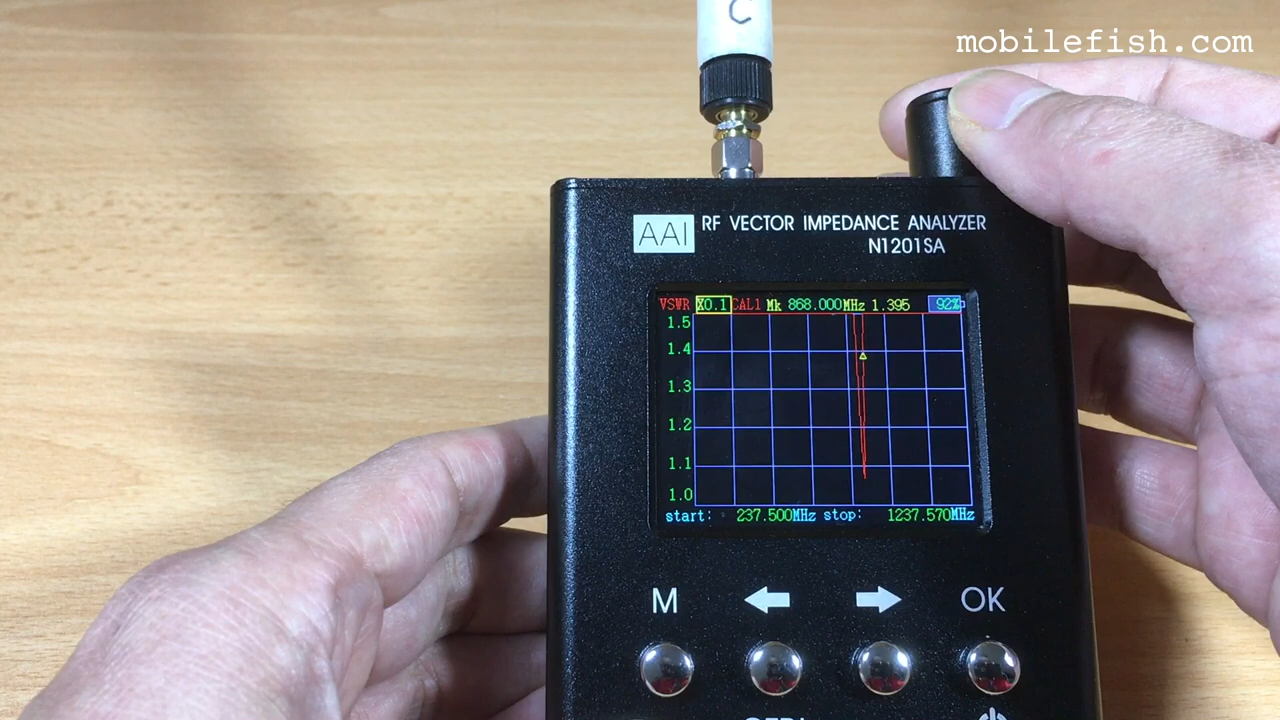 C
mobilefish.com
AAI RF VECTOR IMPEDANCE ANALYZER
N1201SA
VSWR X0.1 CAL1 Mk 868.000MHz 1.395 92%
1.5
1.4
1.3
1.2
1.1
1.0
start: 237.500MHz stop: 1237.570MHz
M OK